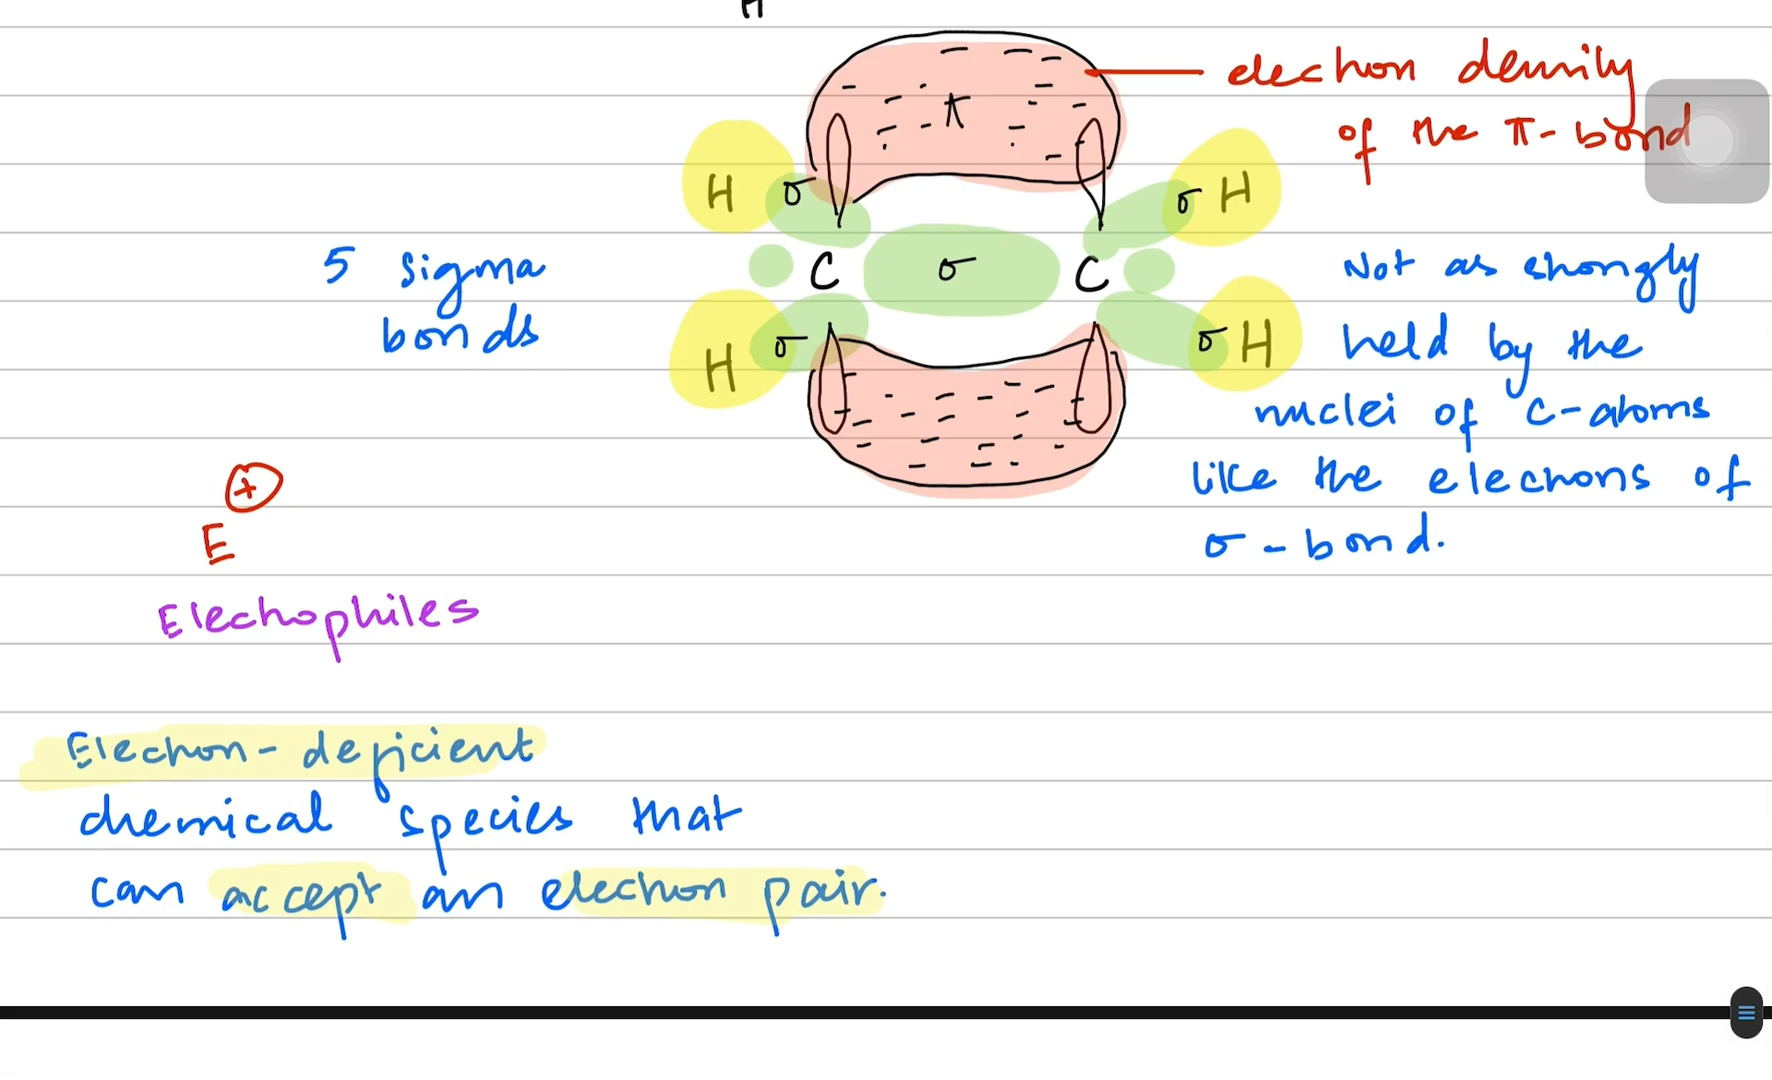 H
electron density
of the π-bond
π
H σ σ H
5 sigma
bonds
C σ C
H σ σ H
Not as strongly
held by the
nuclei of C-atoms
like the electrons of
σ-bond.
+
E
Electrophiles
Electron-deficient
chemical species that
can accept an electron pair.